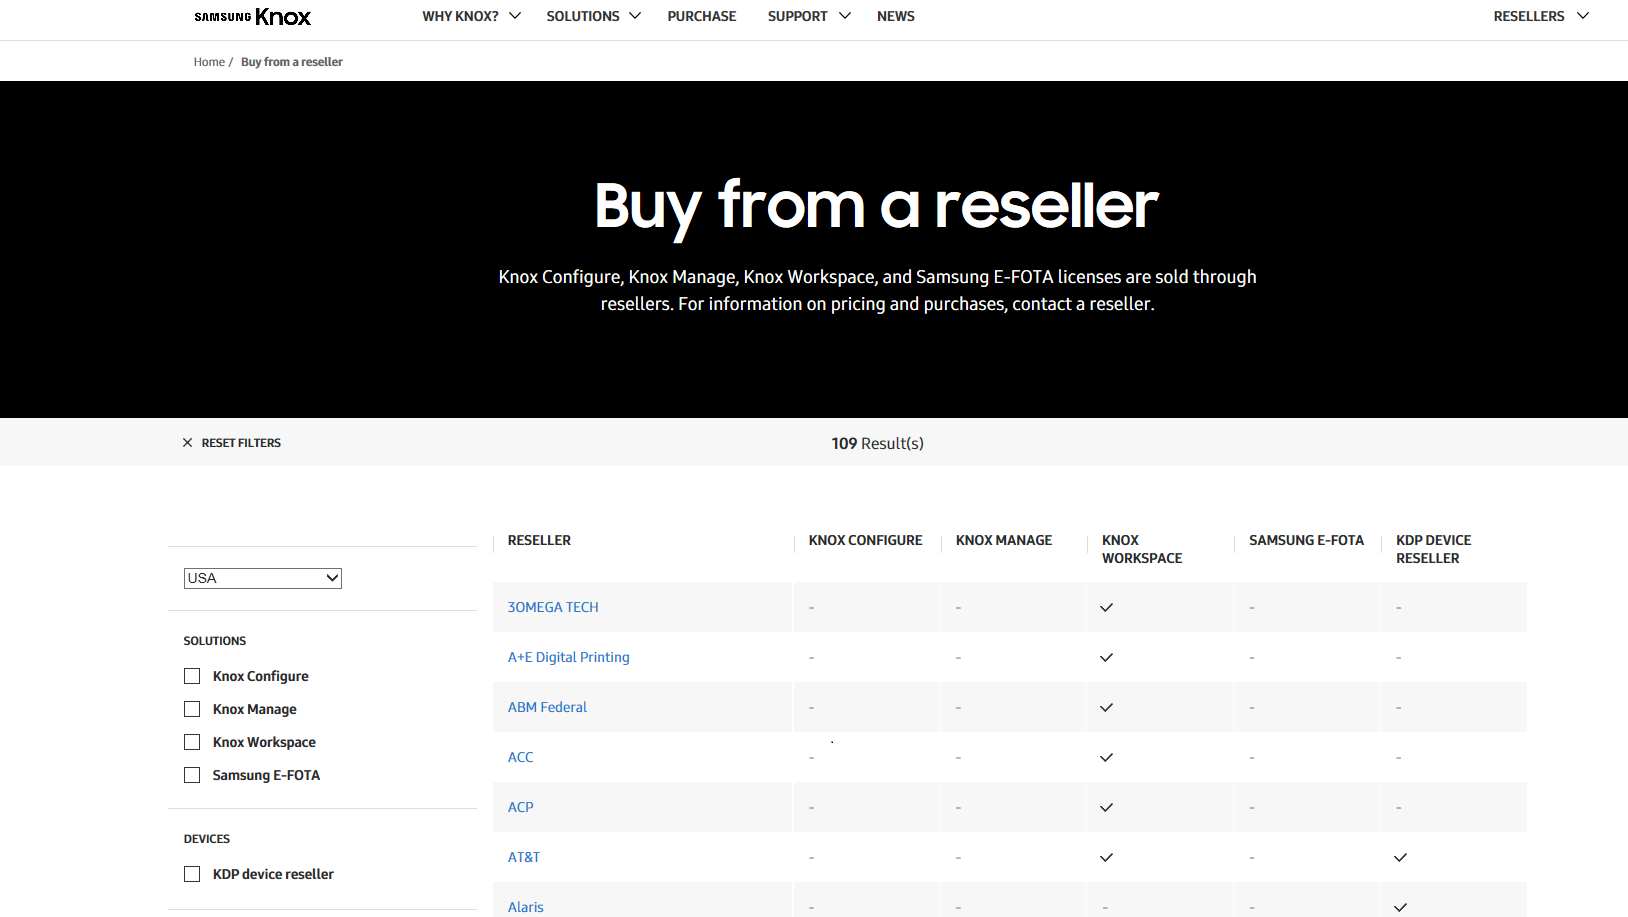 SAMSUNG Knox WHY KNOX? SOLUTIONS PURCHASE SUPPORT NEWS RESELLERS
Home / Buy from a reseller
Buy from a reseller
Knox Configure, Knox Manage, Knox Workspace, and Samsung E-FOTA licenses are sold through
resellers. For information on pricing and purchases, contact a reseller.
RESET FILTERS 109 Result(s)
USA
SOLUTIONS
Knox Configure
Knox Manage
Knox Workspace
Samsung E-FOTA
DEVICES
KDP device reseller
RESELLER KNOX CONFIGURE KNOX MANAGE KNOX WORKSPACE SAMSUNG E-FOTA KDP DEVICE RESELLER
3OMEGA TECH - - ✓ - -
A+E Digital Printing - - ✓ - -
ABM Federal - - ✓ - -
ACC - - ✓ - -
ACP - - ✓ - -
AT&T - - ✓ - ✓
Alaris - - - - ✓